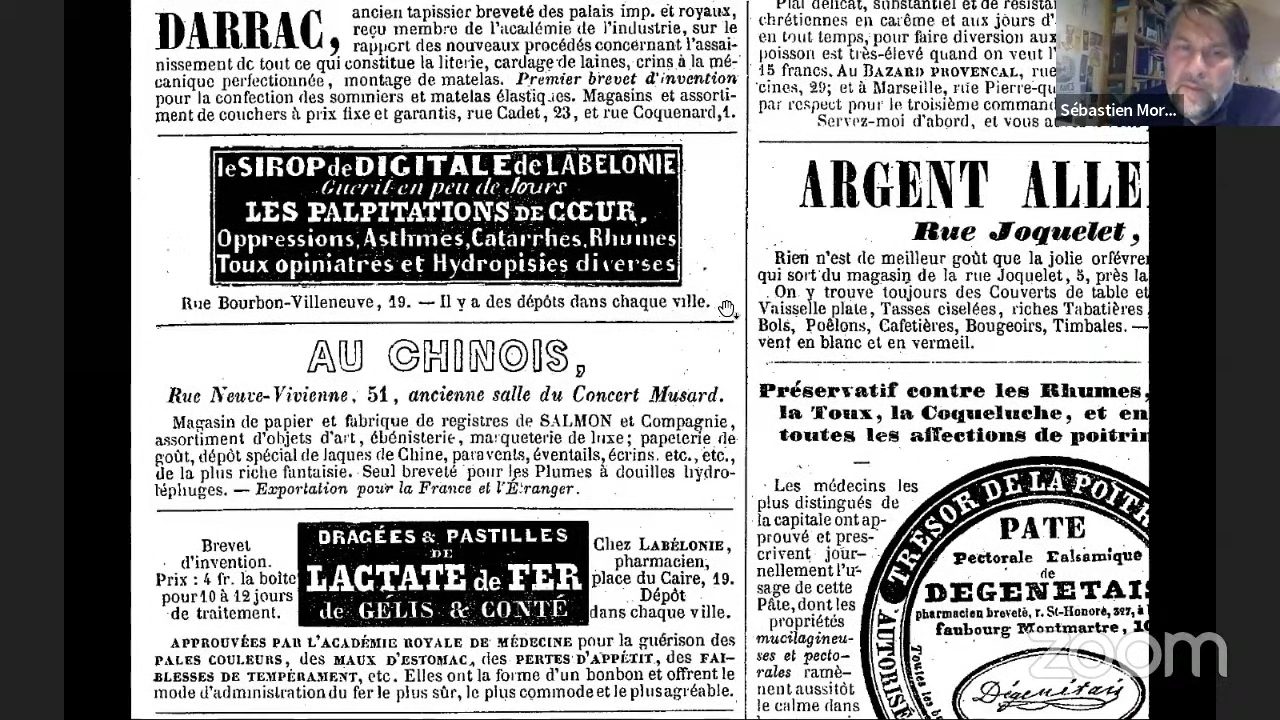 DARRAC,
ancien tapissier breveté des palais imp. et royaux,
reçu membre de l'académie de l'industrie, sur le
rapport des nouveaux procédés concernant l'assai-
nissement de tout ce qui constitue la literie, cardage de laines, crins à la mé-
canique perfectionnée, montage de matelas. Premier brevet d'invention
pour la confection des sommiers et matelas élastiques. Magasins et assorti-
ment de couchers à prix fixe et garantis, rue Cadet, 23, et rue Coquenard, 1.
le SIROP de DIGITALE de LABELONIE
Guérit en peu de Jours
LES PALPITATIONS DE CŒUR,
Oppressions, Asthmes, Catarrhes, Rhumes
Toux opiniatres et Hydropisies diverses
Rue Bourbon-Villeneuve, 19. — Il y a des dépôts dans chaque ville.
AU CHINOIS,
Rue Neuve-Vivienne, 51, ancienne salle du Concert Musard.
Magasin de papier et fabrique de registres de SALMON et Compagnie,
assortiment d'objets d'art, ébénisterie, marqueterie de luxe; papeterie de
goût, dépôt spécial de laques de Chine, paravents, éventails, écrins, etc., etc.,
de la plus riche fantaisie. Seul breveté pour les Plumes à douilles hydro-
léphuges. — Exportation pour la France et l'Étranger.
Brevet
d'invention.
Prix : 4 fr. la boîte
pour 10 à 12 jours
de traitement.
DRAGÉES & PASTILLES
DE
LACTATE de FER
de GÉLIS & CONTÉ
Chez LABÉLONIE,
pharmacien,
place du Caire, 19.
Dépôt
dans chaque ville.
APPROUVÉES PAR L'ACADÉMIE ROYALE DE MÉDECINE pour la guérison des
PALES COULEURS, des MAUX D'ESTOMAC, des PERTES D'APPÉTIT, des FAI-
BLESSES DE TEMPÉRAMENT, etc. Elles ont la forme d'un bonbon et offrent le
mode d'administration du fer le plus sûr, le plus commode et le plus agréable.
Plat délicat, substantiel et de résistan
chrétiennes en carême et aux jours d'
en tout temps, pour faire diversion aux
poisson est très-élevé quand on veut l'
15 francs. Au BAZARD PROVENCAL, rue
cines, 29; et à Marseille, rue Pierre-qu
par respect pour le troisième command
Servez-moi d'abord, et vous a
Sébastien Mor...
ARGENT ALLE
Rue Joquelet,
Rien n'est de meilleur goût que la jolie orfévrer
qui sort du magasin de la rue Joquelet, 5, près la
On y trouve toujours des Couverts de table et
Vaisselle plate, Tasses ciselées, riches Tabatières
Bols, Poêlons, Cafetières, Bougeoirs, Timbales. —
vent en blanc et en vermeil.
Préservatif contre les Rhumes,
la Toux, la Coqueluche, et en
toutes les affections de poitrin
Les médecins les
plus distingués de
la capitale ont ap-
prouvé et pres-
crivent jour-
nellement l'u-
sage de cette
Pâte, dont les
propriétés
mucilagineu-
ses et pecto-
rales ramè-
nent aussitôt
le calme dans
TRÉSOR DE LA POITR
AUTORISÉ
PATE
Pectorale Balsamique
de
DEGENETAIS
pharmacien breveté, r. St-Honoré, 327, à
faubourg Montmartre, 10
Toutes les
Dégenétais
zoom